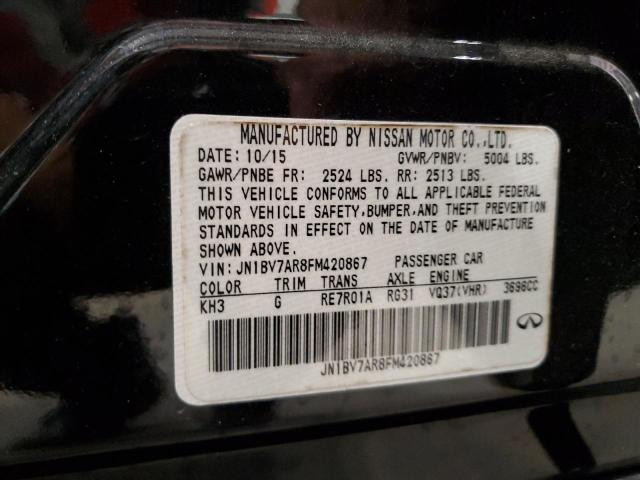 MANUFACTURED BY NISSAN MOTOR CO.,LTD.
DATE: 10/15 GVWR/PNBV: 5004 LBS.
GAWR/PNBE FR: 2524 LBS. RR: 2513 LBS.
THIS VEHICLE CONFORMS TO ALL APPLICABLE FEDERAL
MOTOR VEHICLE SAFETY,BUMPER,AND THEFT PREVENTION
STANDARDS IN EFFECT ON THE DATE OF MANUFACTURE
SHOWN ABOVE.
VIN: JN1BV7AR8FM420867 PASSENGER CAR
COLOR TRIM TRANS AXLE ENGINE
KH3 G RE7R01A RG31 VQ37(VHR) 3696CC
JN1BV7AR8FM420867